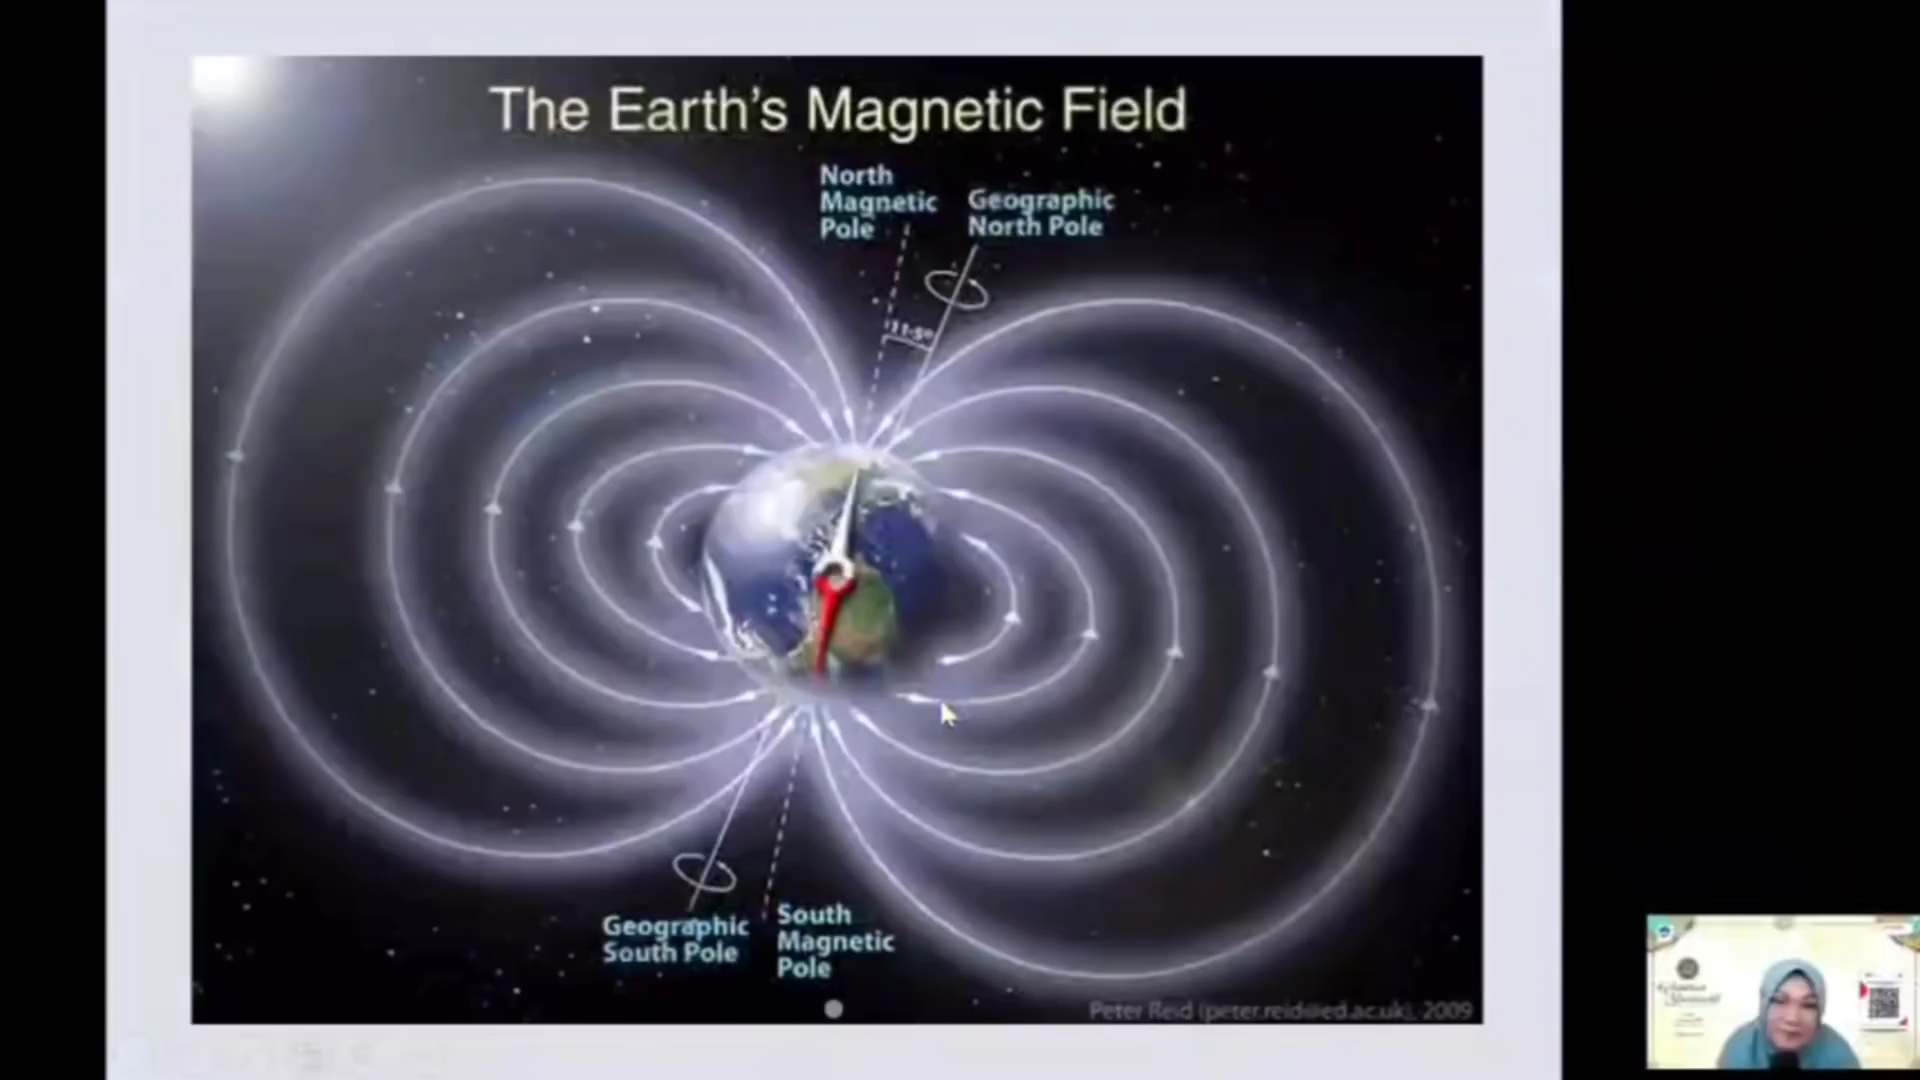 The Earth's Magnetic Field
North
Magnetic
Pole
Geographic
North Pole
11.5º
Geographic
South Pole
South
Magnetic
Pole
Peter Reid (peter.reid@ed.ac.uk), 2009